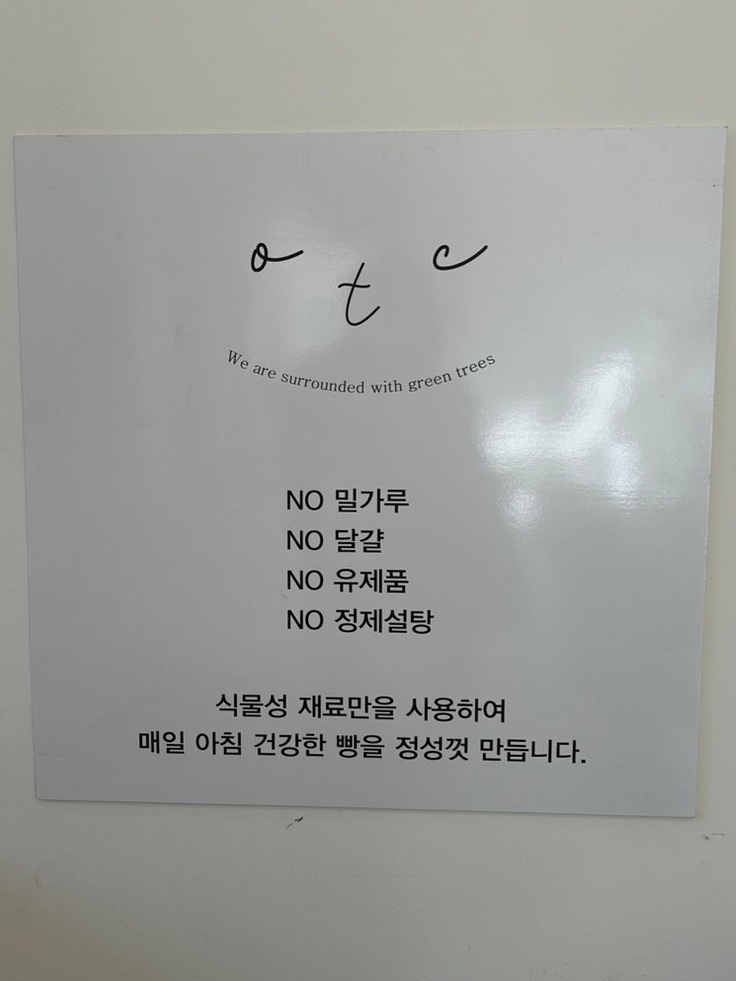 o t c
We are surrounded with green trees
NO 밀가루
NO 달걀
NO 유제품
NO 정제설탕
식물성 재료만을 사용하여
매일 아침 건강한 빵을 정성껏 만듭니다.